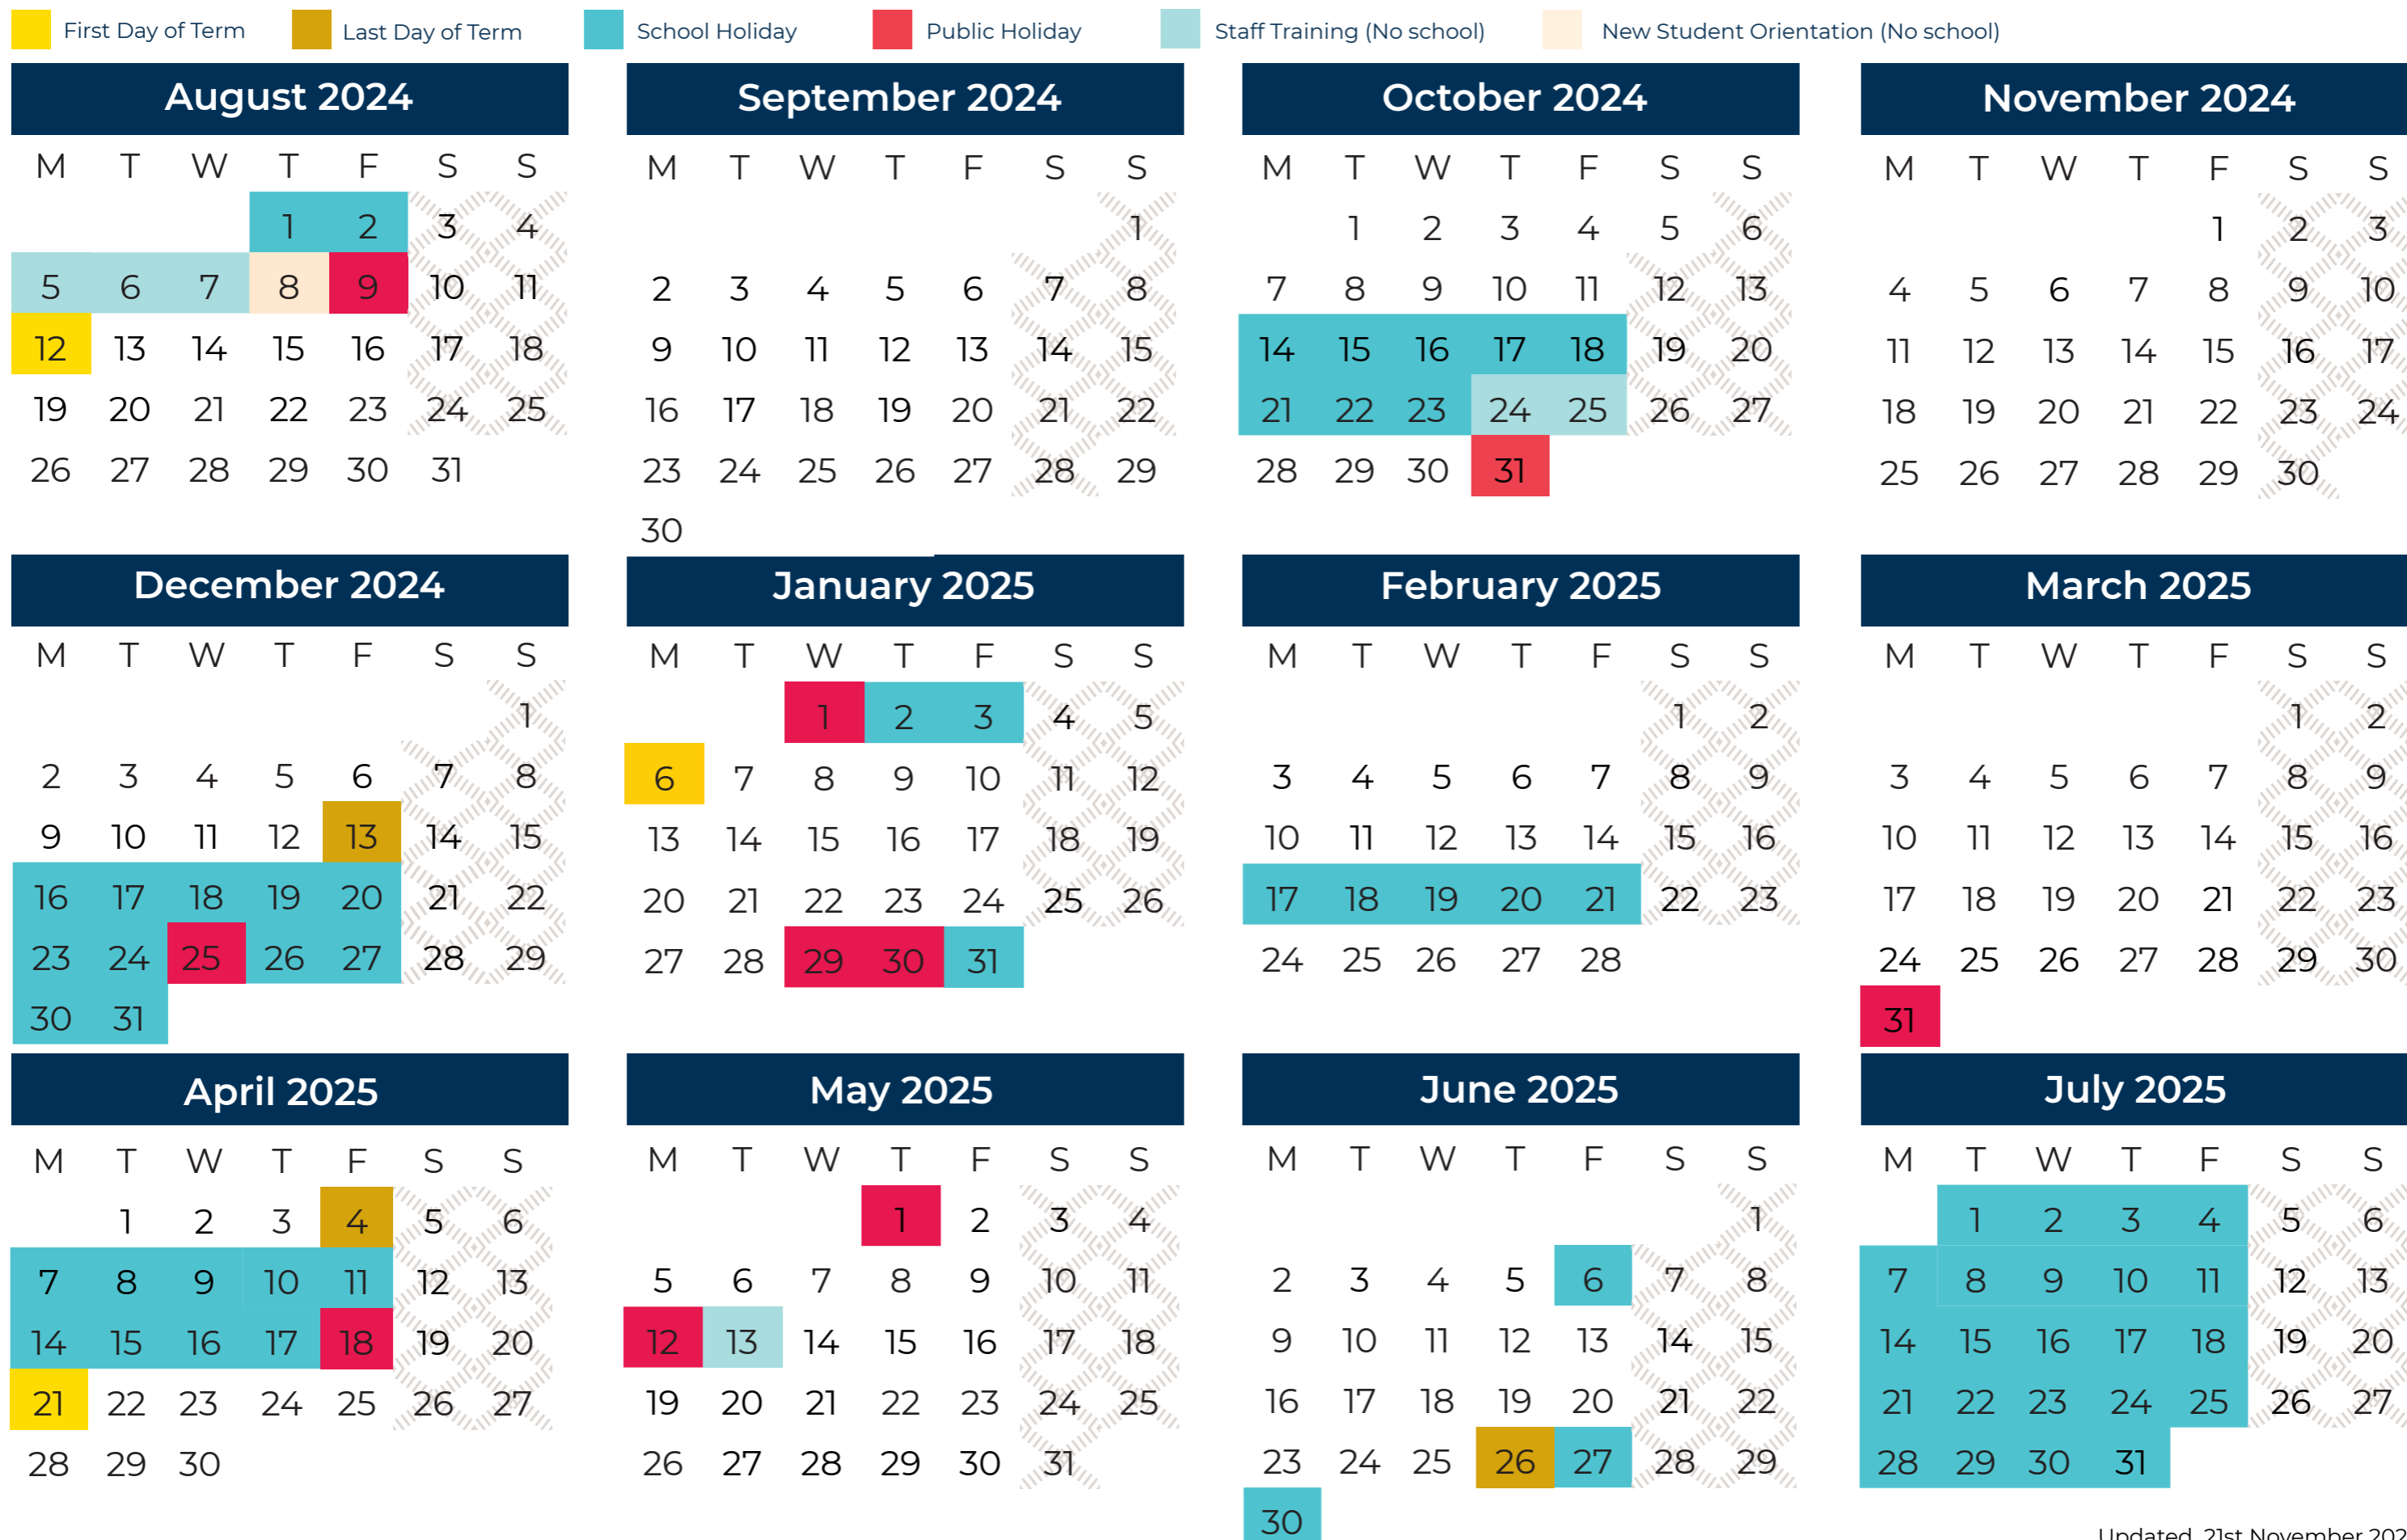 First Day of Term
Last Day of Term
School Holiday
Public Holiday
Staff Training (No school)
New Student Orientation (No school)
August 2024
M T W T F S S
1 2 3 4
5 6 7 8 9 10 11
12 13 14 15 16 17 18
19 20 21 22 23 24 25
26 27 28 29 30 31
September 2024
M T W T F S S
1
2 3 4 5 6 7 8
9 10 11 12 13 14 15
16 17 18 19 20 21 22
23 24 25 26 27 28 29
30
October 2024
M T W T F S S
1 2 3 4 5 6
7 8 9 10 11 12 13
14 15 16 17 18 19 20
21 22 23 24 25 26 27
28 29 30 31
November 2024
M T W T F S S
1 2 3
4 5 6 7 8 9 10
11 12 13 14 15 16 17
18 19 20 21 22 23 24
25 26 27 28 29 30
December 2024
M T W T F S S
1
2 3 4 5 6 7 8
9 10 11 12 13 14 15
16 17 18 19 20 21 22
23 24 25 26 27 28 29
30 31
January 2025
M T W T F S S
1 2 3 4 5
6 7 8 9 10 11 12
13 14 15 16 17 18 19
20 21 22 23 24 25 26
27 28 29 30 31
February 2025
M T W T F S S
1 2
3 4 5 6 7 8 9
10 11 12 13 14 15 16
17 18 19 20 21 22 23
24 25 26 27 28
March 2025
M T W T F S S
1 2
3 4 5 6 7 8 9
10 11 12 13 14 15 16
17 18 19 20 21 22 23
24 25 26 27 28 29 30
31
April 2025
M T W T F S S
1 2 3 4 5 6
7 8 9 10 11 12 13
14 15 16 17 18 19 20
21 22 23 24 25 26 27
28 29 30
May 2025
M T W T F S S
1 2 3 4
5 6 7 8 9 10 11
12 13 14 15 16 17 18
19 20 21 22 23 24 25
26 27 28 29 30 31
June 2025
M T W T F S S
1
2 3 4 5 6 7 8
9 10 11 12 13 14 15
16 17 18 19 20 21 22
23 24 25 26 27 28 29
30
July 2025
M T W T F S S
1 2 3 4 5 6
7 8 9 10 11 12 13
14 15 16 17 18 19 20
21 22 23 24 25 26 27
28 29 30 31
Updated 21st November 202